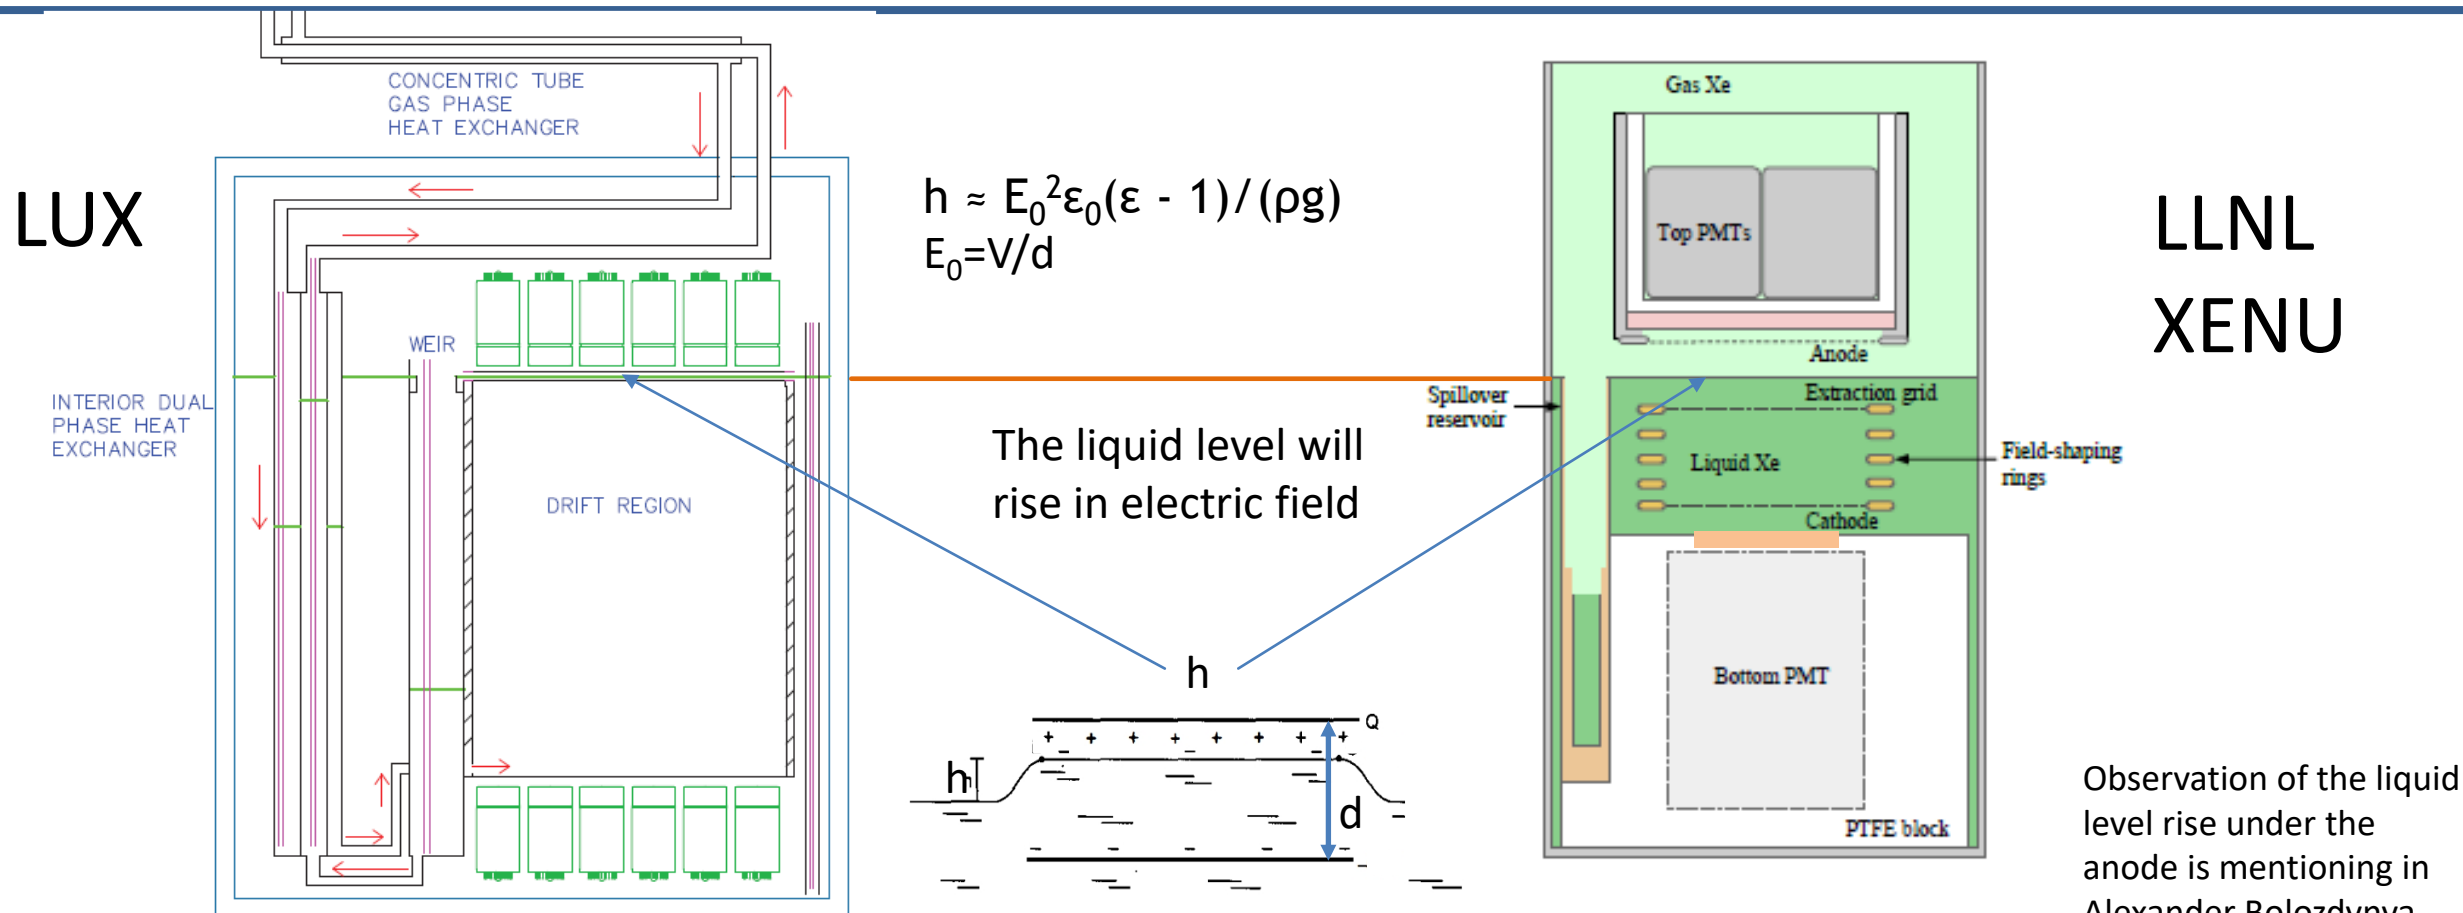 CONCENTRIC TUBE
GAS PHASE
HEAT EXCHANGER
LUX
WEIR
INTERIOR DUAL
PHASE HEAT
EXCHANGER
DRIFT REGION
h ≈ E₀²ε₀(ε - 1)/(ρg)
E₀=V/d
The liquid level will
rise in electric field
h
Q
+ + + + + + + +
h
d
Gas Xe
Top PMTs
Anode
Spillover
reservoir
Extraction grid
Liquid Xe
Field-shaping
rings
Cathode
Bottom PMT
PTFE block
LLNL
XENU
Observation of the liquid
level rise under the
anode is mentioning in
Alexander Bolozdynya